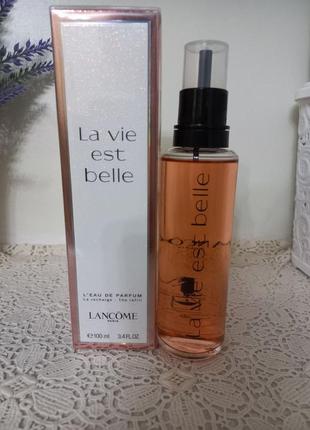 La vie
est
belle
L'EAU DE PARFUM
La recharge - The refill
LANCÔME
PARIS
℮100 ml 3.4 FL.OZ
La vie est belle